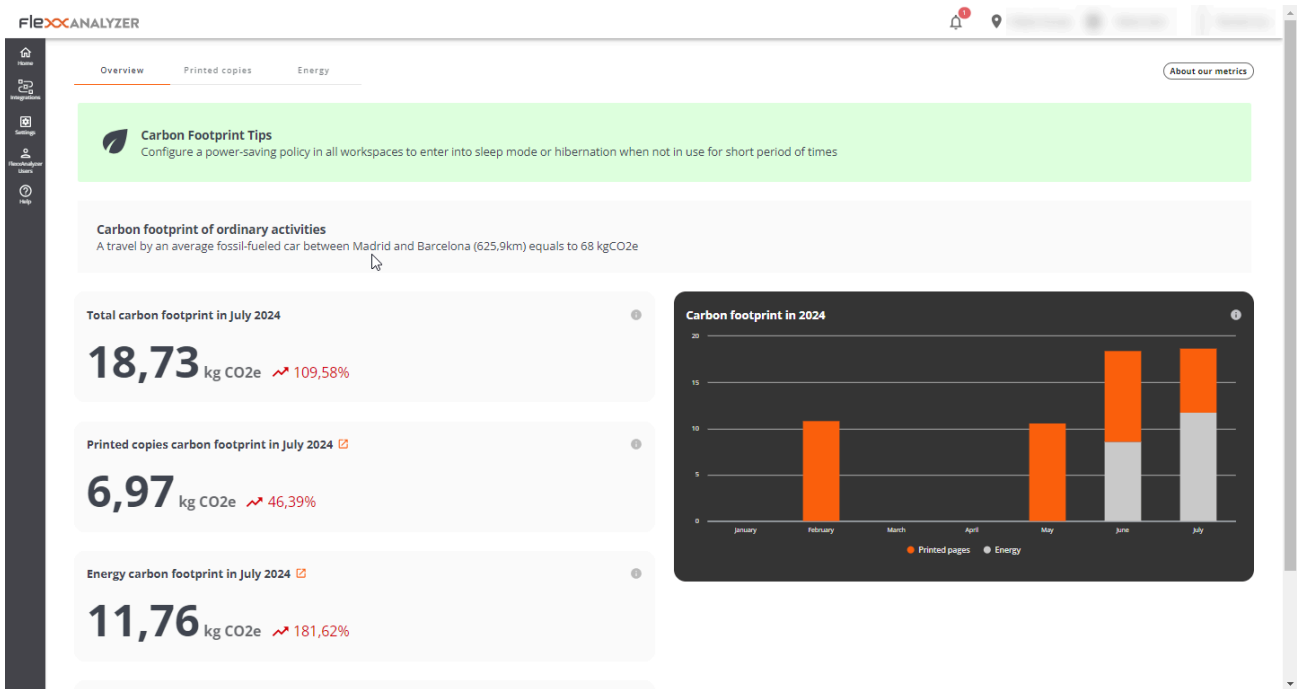 FlexxANALYZER
1
Home
Integrations
Settings
FlexxAnalyzer
Users
Help
Overview
Printed copies
Energy
About our metrics
Carbon Footprint Tips
Configure a power-saving policy in all workspaces to enter into sleep mode or hibernation when not in use for short period of times
Carbon footprint of ordinary activities
A travel by an average fossil-fueled car between Madrid and Barcelona (625,9km) equals to 68 kgCO2e
Total carbon footprint in July 2024
18,73 kg CO2e 109,58%
Printed copies carbon footprint in July 2024
6,97 kg CO2e 46,39%
Energy carbon footprint in July 2024
11,76 kg CO2e 181,62%
Carbon footprint in 2024
20
15
10
5
0
January February March April May June July
Printed pages Energy